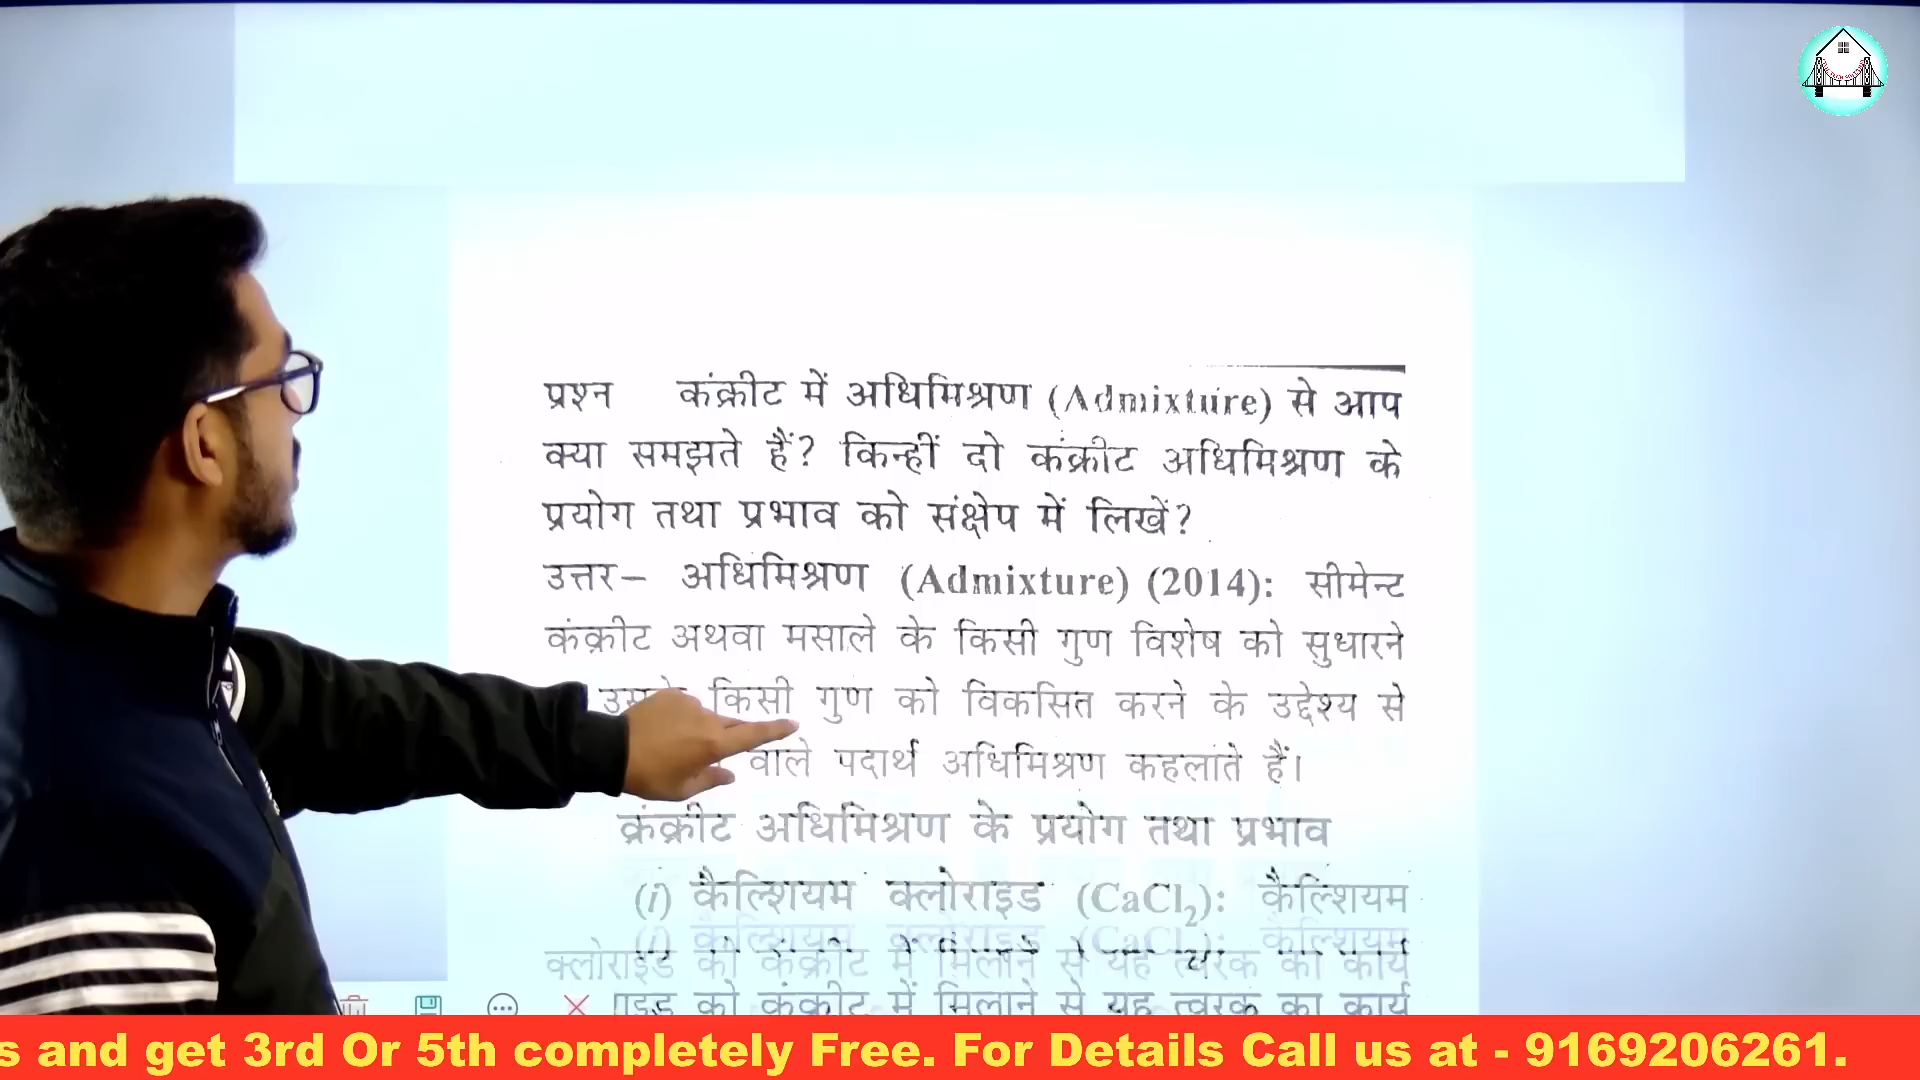 प्रश्न कंक्रीट में अधिमिश्रण (Admixture) से आप
क्या समझते हैं? किन्हीं दो कंक्रीट अधिमिश्रण के
प्रयोग तथा प्रभाव को संक्षेप में लिखें?
उत्तर– अधिमिश्रण (Admixture) (2014): सीमेन्ट
कंक्रीट अथवा मसाले के किसी गुण विशेष को सुधारने
किसी गुण को विकसित करने के उद्देश्य से
वाले पदार्थ अधिमिश्रण कहलाते हैं।
क्रंक्रीट अधिमिश्रण के प्रयोग तथा प्रभाव
(i) कैल्शियम क्लोराइड (CaCl₂): कैल्शियम
क्लोराइड को कंक्रीट में मिलाने से यह त्वरक का कार्य
s and get 3rd Or 5th completely Free. For Details Call us at - 9169206261.